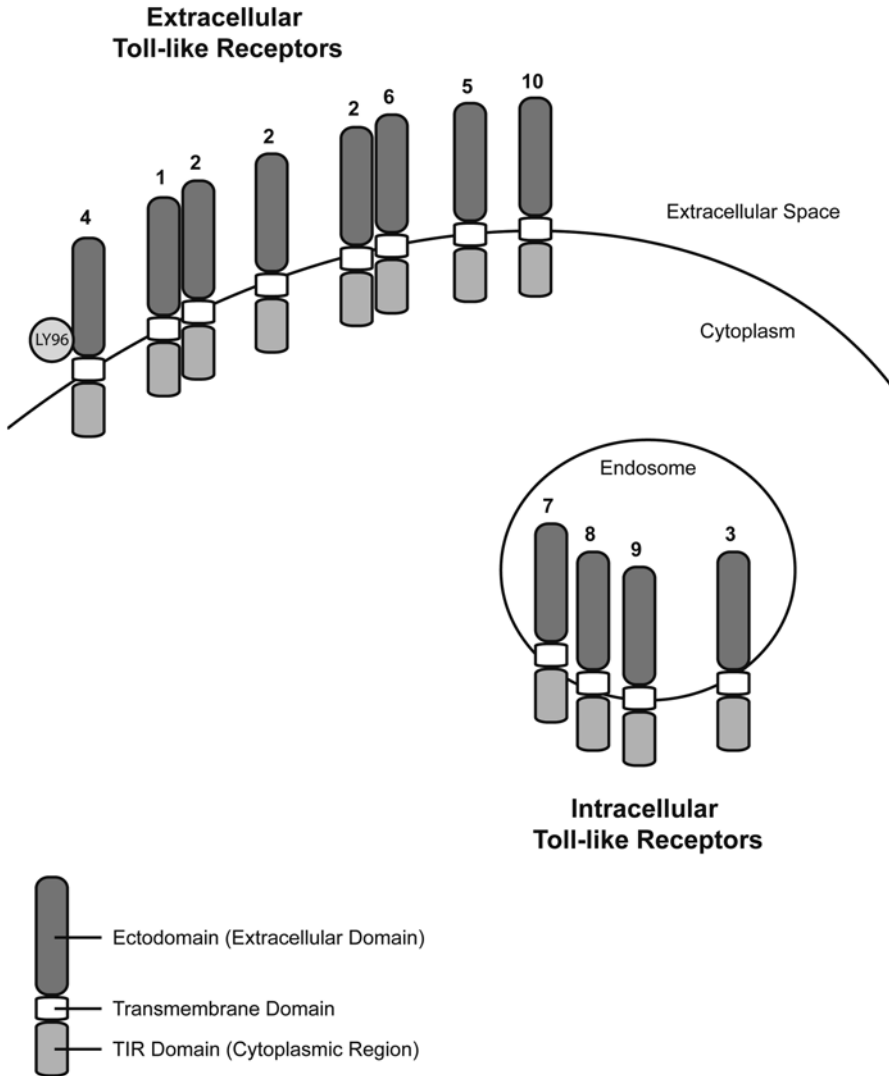 Extracellular
Toll-like Receptors
4
1
2
2
2
6
5
10
LY96
Extracellular Space
Cytoplasm
Endosome
7
8
9
3
Intracellular
Toll-like Receptors
Ectodomain (Extracellular Domain)
Transmembrane Domain
TIR Domain (Cytoplasmic Region)